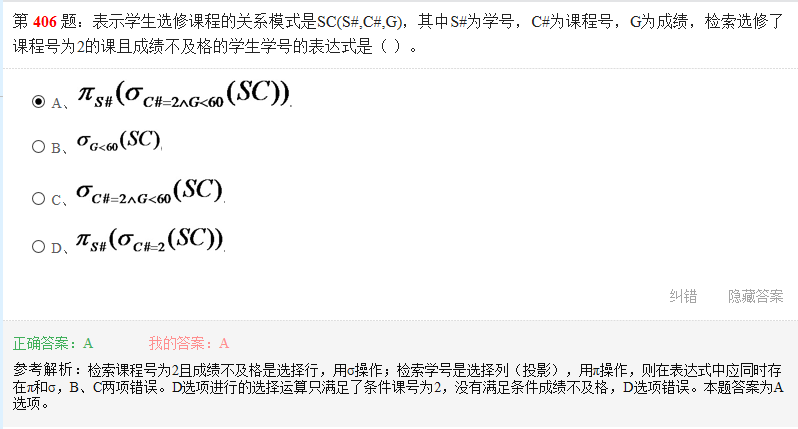 第 406 题：表示学生选修课程的关系模式是SC(S#,C#,G)，其中S#为学号，C#为课程号，G为成绩，检索选修了
课程号为2的课且成绩不及格的学生学号的表达式是（ ）。
A、π_{S#}(σ_{C#=2∧G<60}(SC)).
B、σ_{G<60}(SC).
C、σ_{C#=2∧G<60}(SC).
D、π_{S#}(σ_{C#=2}(SC)).
纠错 隐藏答案
正确答案：A 我的答案：A
参考解析：检索课程号为2且成绩不及格是选择行，用σ操作；检索学号是选择列（投影），用π操作，则在表达式中应同时存
在π和σ，B、C两项错误。D选项进行的选择运算只满足了条件课号为2，没有满足条件成绩不及格，D选项错误。本题答案为A
选项。